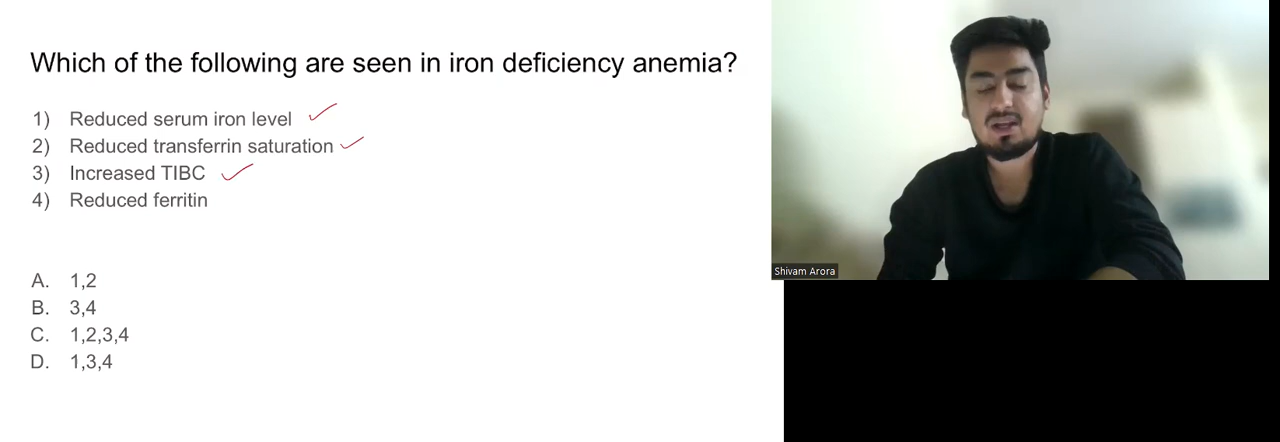 Which of the following are seen in iron deficiency anemia?
1) Reduced serum iron level
2) Reduced transferrin saturation
3) Increased TIBC
4) Reduced ferritin
A. 1,2
B. 3,4
C. 1,2,3,4
D. 1,3,4
Shivam Arora